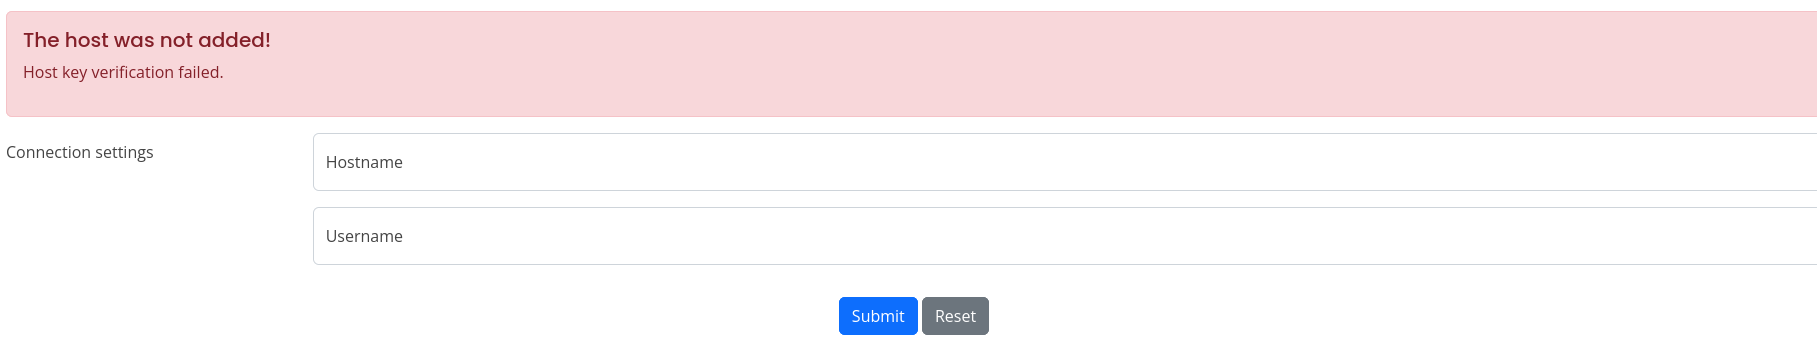 The host was not added!
Host key verification failed.
Connection settings
Hostname
Username
Submit Reset